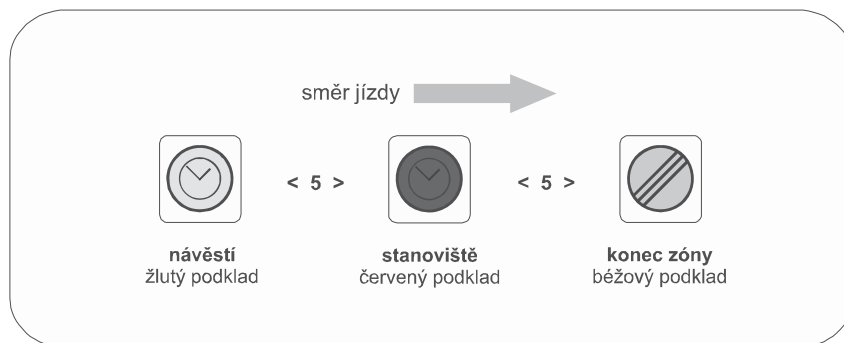 směr jízdy
< 5 >
< 5 >
návěstí
žlutý podklad
stanoviště
červený podklad
konec zóny
béžový podklad